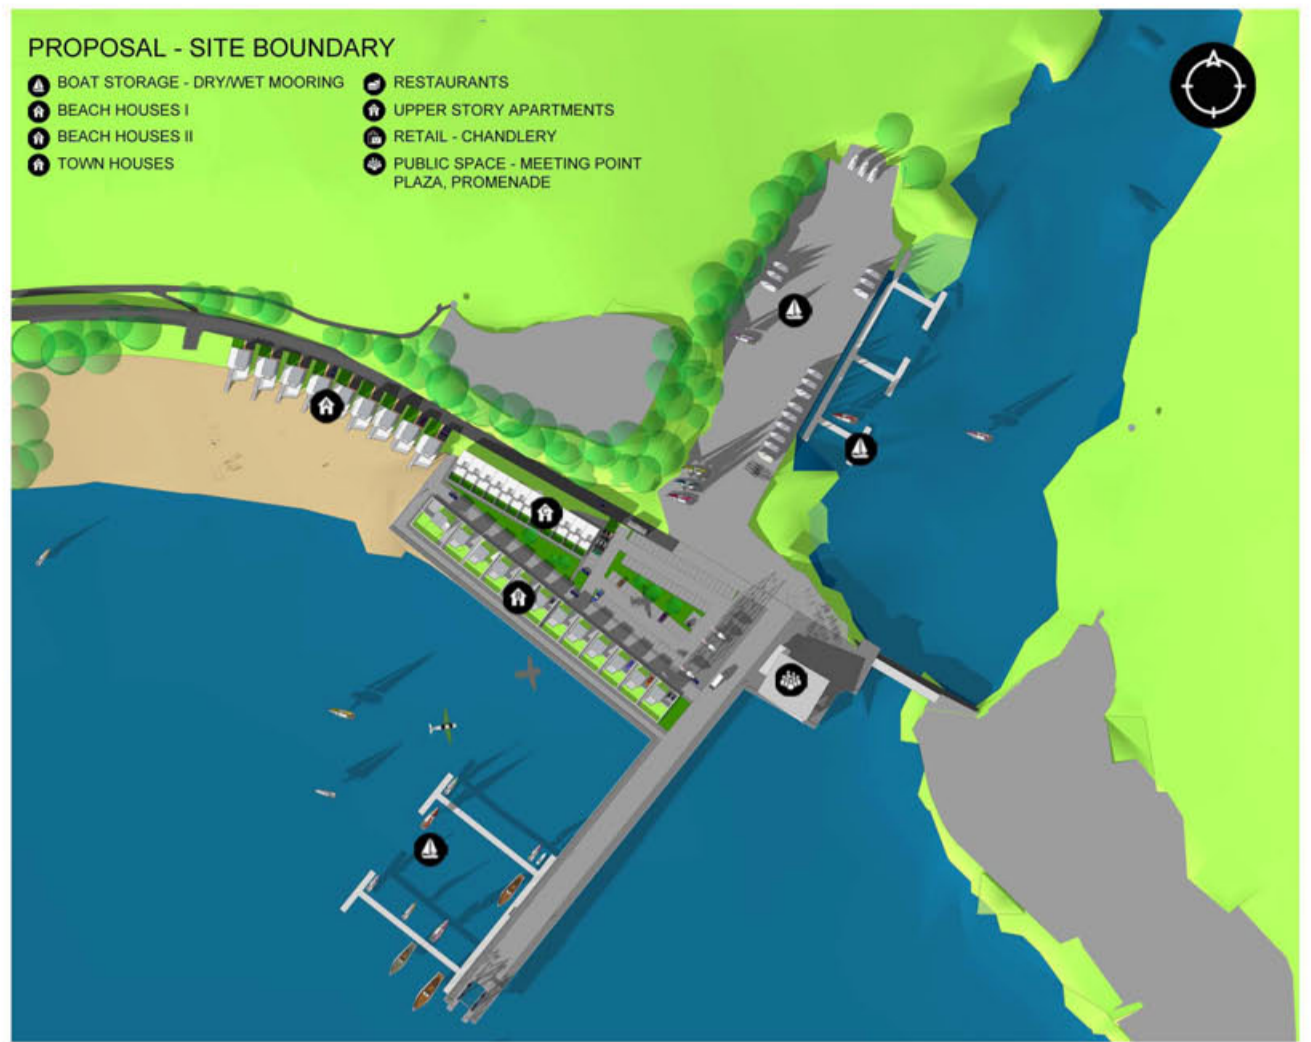 PROPOSAL - SITE BOUNDARY
BOAT STORAGE - DRY/WET MOORING
BEACH HOUSES I
BEACH HOUSES II
TOWN HOUSES
RESTAURANTS
UPPER STORY APARTMENTS
RETAIL - CHANDLERY
PUBLIC SPACE - MEETING POINT
PLAZA, PROMENADE